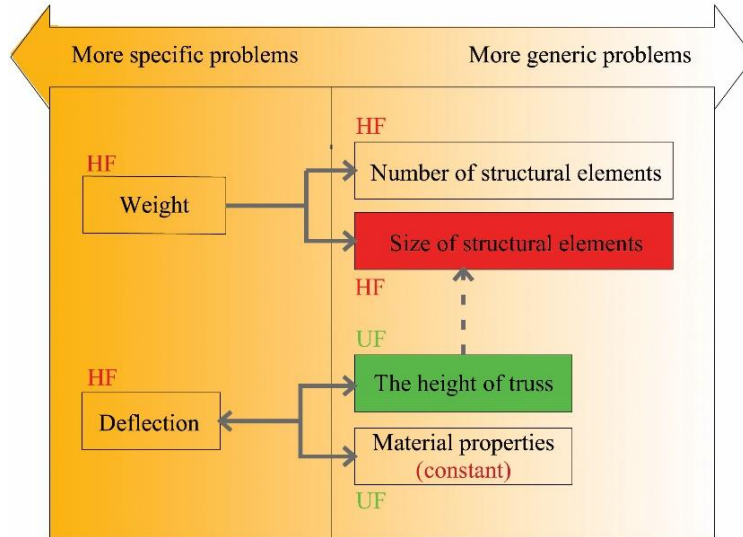 More specific problems
More generic problems
HF
HF
Weight
Number of structural elements
Size of structural elements
HF
UF
HF
Deflection
The height of truss
Material properties
(constant)
UF